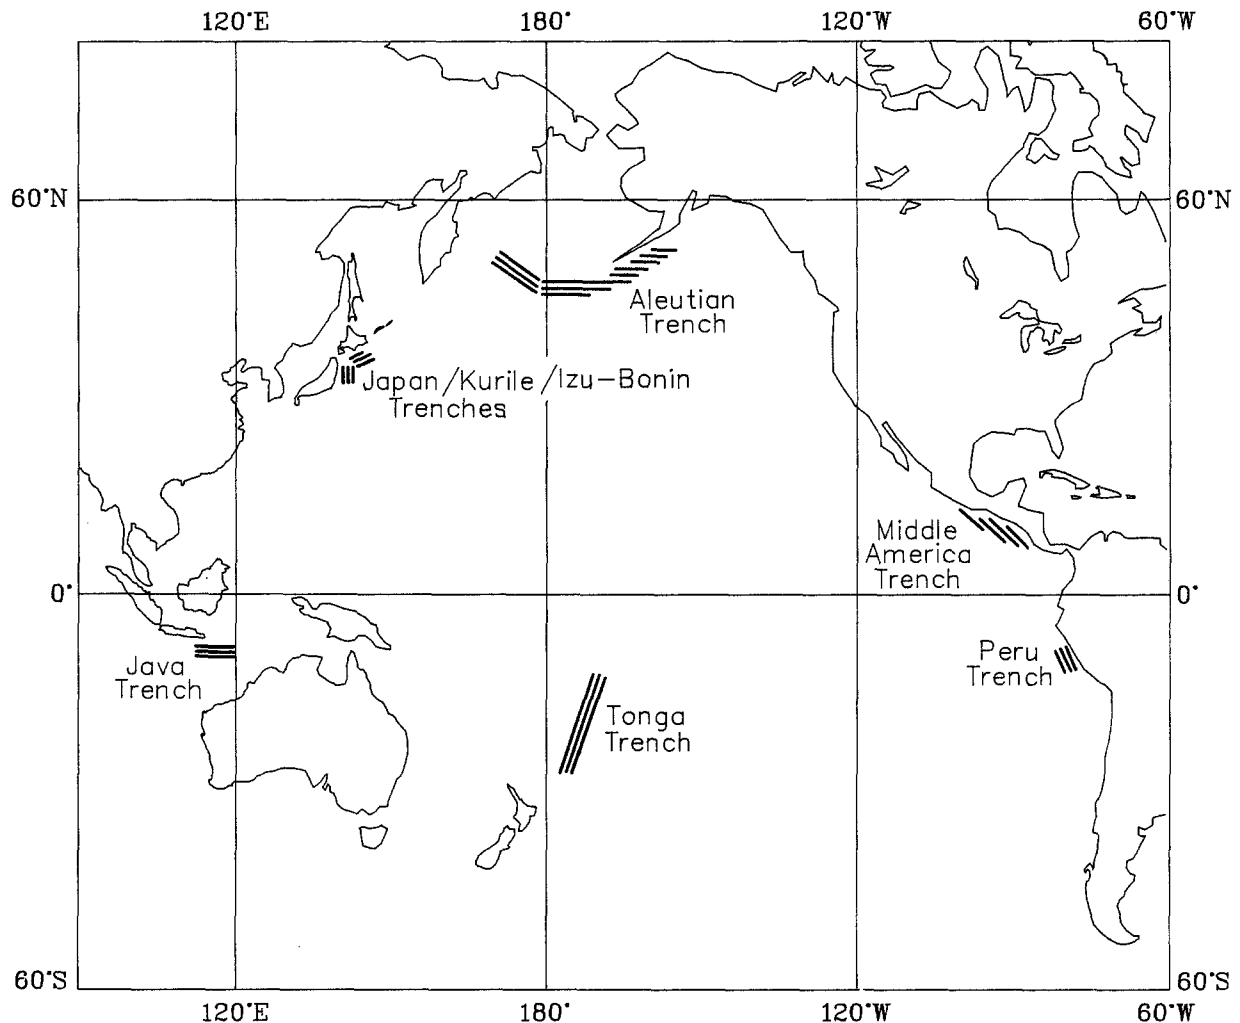 120°E 180° 120°W 60°W
60°N 60°N
Aleutian
Trench
Japan/Kurile/Izu-Bonin
Trenches
Middle
America
Trench
0° 0°
Java
Trench
Peru
Trench
Tonga
Trench
60°S 60°S
120°E 180° 120°W 60°W